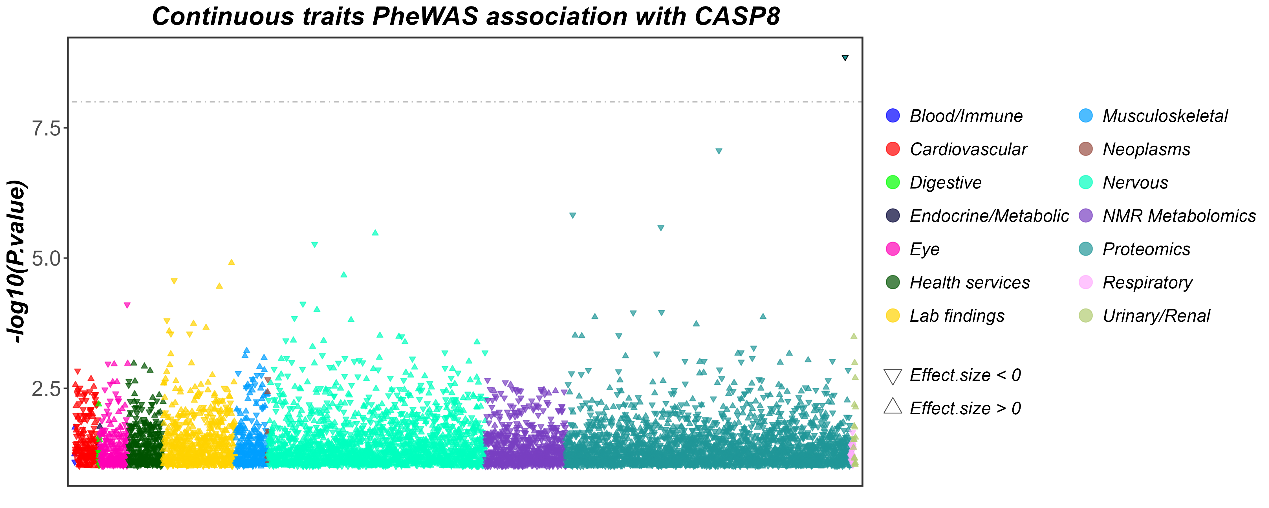 Continuous traits PheWAS association with CASP8
-log10(P.value)
7.5
5.0
2.5
Blood/Immune
Cardiovascular
Digestive
Endocrine/Metabolic
Eye
Health services
Lab findings
Musculoskeletal
Neoplasms
Nervous
NMR Metabolomics
Proteomics
Respiratory
Urinary/Renal
Effect.size < 0
Effect.size > 0